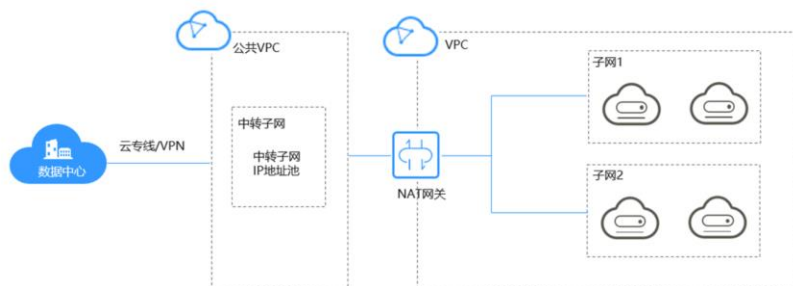 公共VPC
VPC
子网1
中转子网
云专线/VPN
中转子网
IP地址池
数据中心
子网2
NAT网关